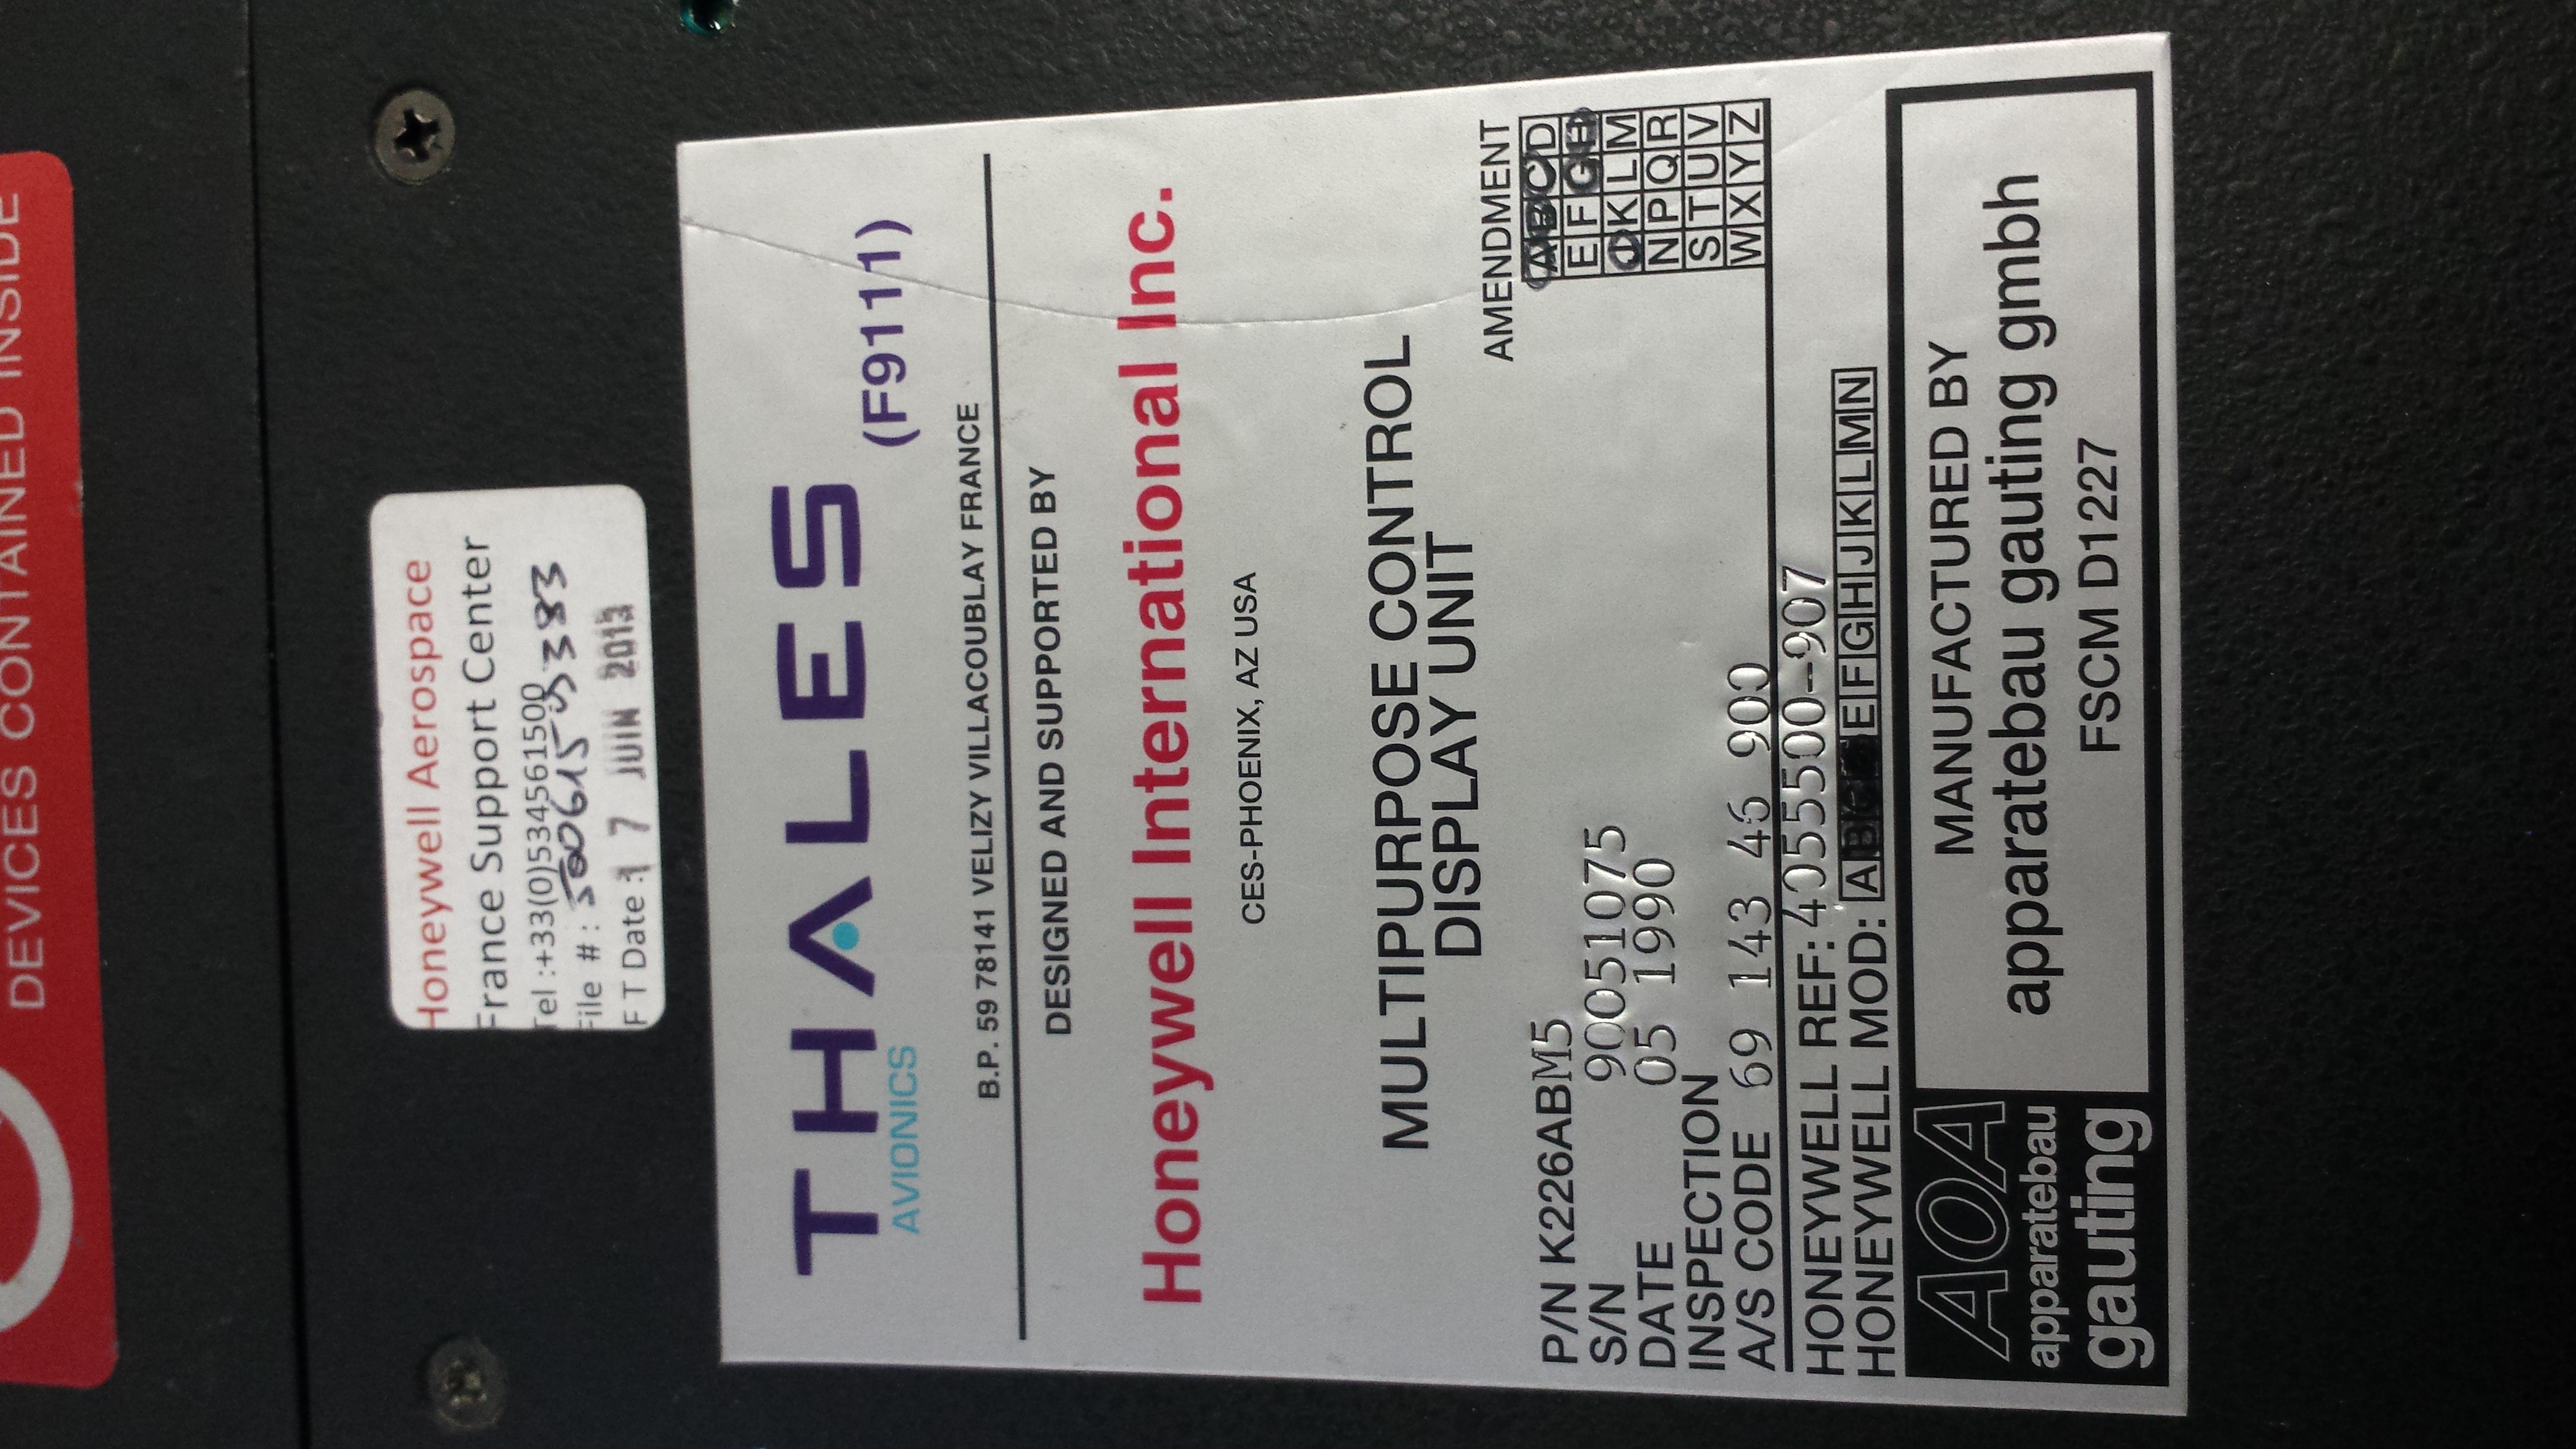 DEVICES CONTAINED INSIDE
Honeywell Aerospace
France Support Center
Tel :+33(0)534561500
File # :
F T Date : 17 JUIN 2013
THALES
AVIONICS (F9111)
B.P. 59 78141 VELIZY VILLACOUBLAY FRANCE
DESIGNED AND SUPPORTED BY
Honeywell International Inc.
CES-PHOENIX, AZ USA
MULTIPURPOSE CONTROL
DISPLAY UNIT
AMENDMENT
P/N K226ABM5 A B C D
S/N 90051075 E F G H
DATE 05 1990 J K L M
INSPECTION N P Q R
A/S CODE 69 143 46 900 S T U V
W X Y Z
HONEYWELL REF: 4055500--907
HONEYWELL MOD: A B E F G H J K L M N
AOA
apparatebau
gauting
MANUFACTURED BY
apparatebau gauting gmbh
FSCM D1227